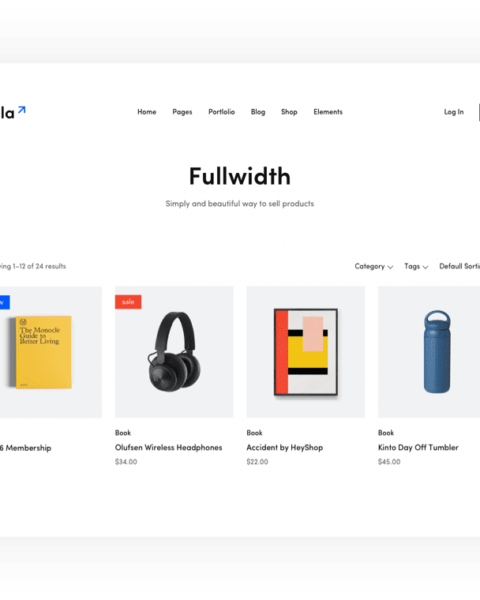 la
Home Pages Portfolio Blog Shop Elements
Log In
Fullwidth
Simply and beautiful way to sell products
ing 1–12 of 24 results
Category Tags Default Sorti
The Monocle
Guide to
Better Living
sale
6 Membership
Book
Olufsen Wireless Headphones
$34.00
Book
Accident by HeyShop
$22.00
Book
Kinto Day Off Tumbler
$45.00